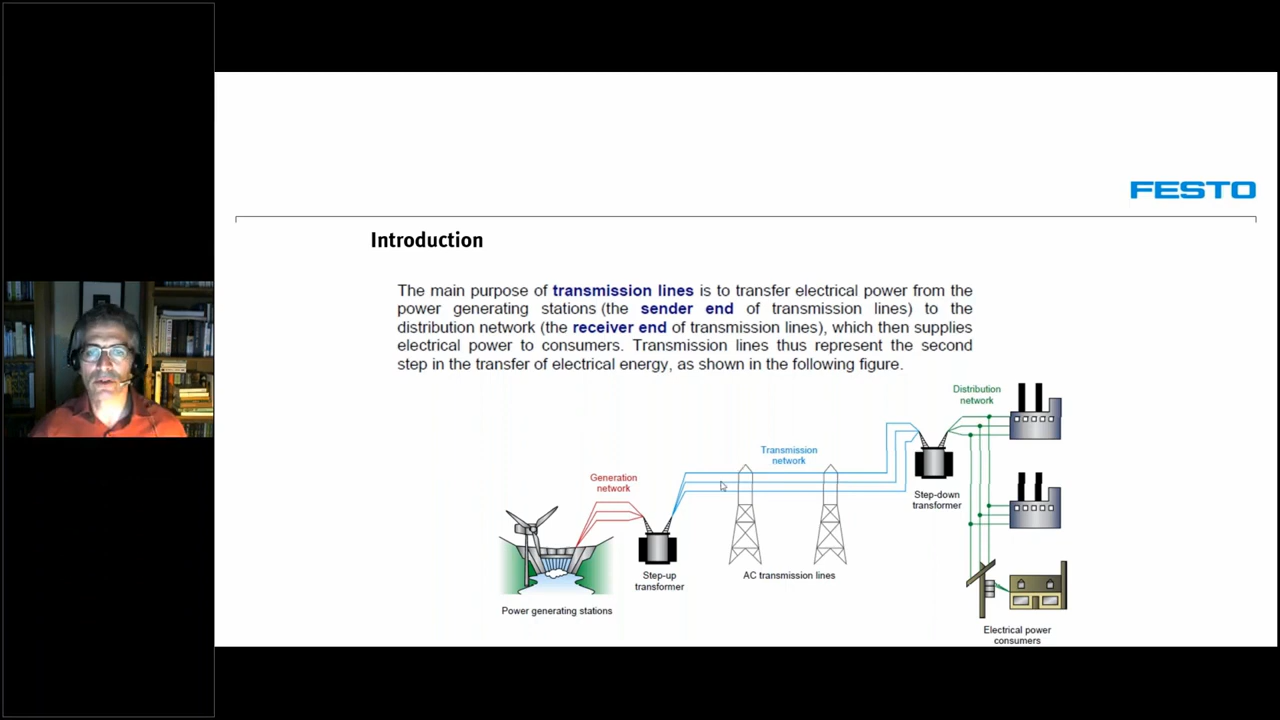 FESTO
Introduction
The main purpose of transmission lines is to transfer electrical power from the
power generating stations (the sender end of transmission lines) to the
distribution network (the receiver end of transmission lines), which then supplies
electrical power to consumers. Transmission lines thus represent the second
step in the transfer of electrical energy, as shown in the following figure.
Distribution
network
Transmission
network
Generation
network
Step-down
transformer
Step-up
transformer
AC transmission lines
Power generating stations
Electrical power
consumers